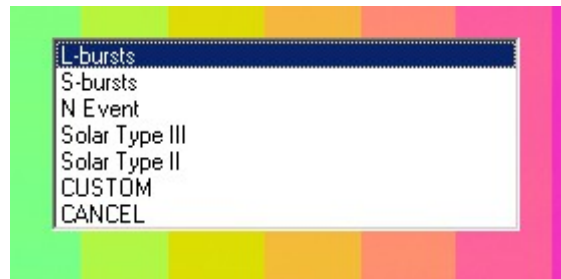 L-bursts
S-bursts
N Event
Solar Type III
Solar Type II
CUSTOM
CANCEL